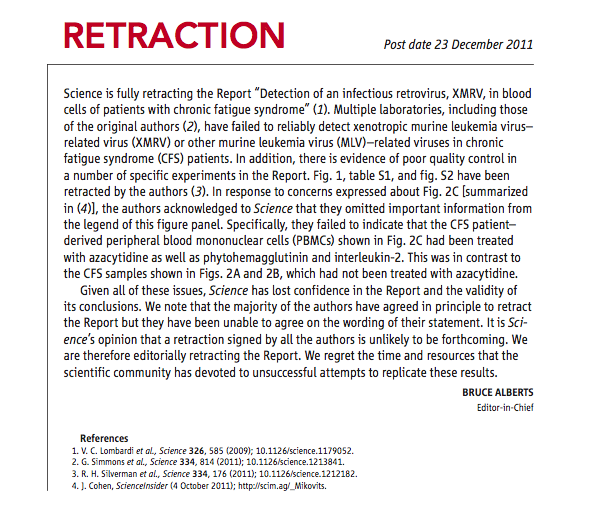 RETRACTION
Post date 23 December 2011
Science is fully retracting the Report “Detection of an infectious retrovirus, XMRV, in blood
cells of patients with chronic fatigue syndrome” (1). Multiple laboratories, including those
of the original authors (2), have failed to reliably detect xenotropic murine leukemia virus–
related virus (XMRV) or other murine leukemia virus (MLV)–related viruses in chronic
fatigue syndrome (CFS) patients. In addition, there is evidence of poor quality control in
a number of specific experiments in the Report. Fig. 1, table S1, and fig. S2 have been
retracted by the authors (3). In response to concerns expressed about Fig. 2C [summarized
in (4)], the authors acknowledged to Science that they omitted important information from
the legend of this figure panel. Specifically, they failed to indicate that the CFS patient–
derived peripheral blood mononuclear cells (PBMCs) shown in Fig. 2C had been treated
with azacytidine as well as phytohemagglutinin and interleukin-2. This was in contrast to
the CFS samples shown in Figs. 2A and 2B, which had not been treated with azacytidine.
Given all of these issues, Science has lost confidence in the Report and the validity of
its conclusions. We note that the majority of the authors have agreed in principle to retract
the Report but they have been unable to agree on the wording of their statement. It is Sci-
ence’s opinion that a retraction signed by all the authors is unlikely to be forthcoming. We
are therefore editorially retracting the Report. We regret the time and resources that the
scientific community has devoted to unsuccessful attempts to replicate these results.
BRUCE ALBERTS
Editor-in-Chief
References
1. V. C. Lombardi et al., Science 326, 585 (2009); 10.1126/science.1179052.
2. G. Simmons et al., Science 334, 814 (2011); 10.1126/science.1213841.
3. R. H. Silverman et al., Science 334, 176 (2011); 10.1126/science.1212182.
4. J. Cohen, ScienceInsider (4 October 2011); http://scim.ag/_Mikovits.